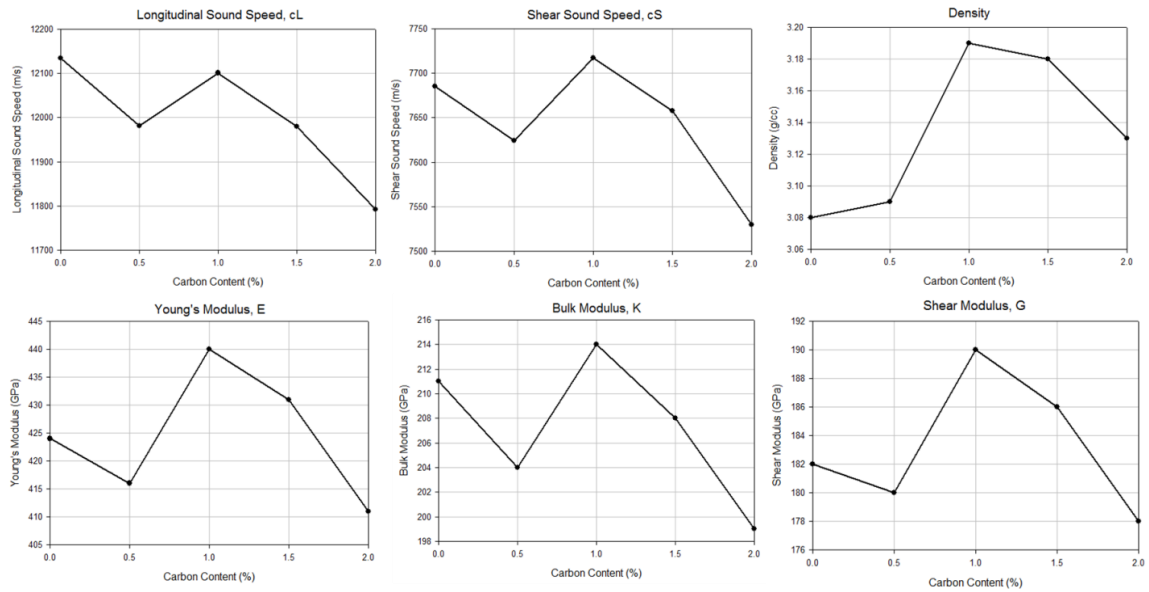 Longitudinal Sound Speed, cL
12200
12100
12000
11900
11800
11700
Longitudinal Sound Speed (m/s)
0.0 0.5 1.0 1.5 2.0
Carbon Content (%)
Shear Sound Speed, cS
7750
7700
7650
7600
7550
7500
Shear Sound Speed (m/s)
0.0 0.5 1.0 1.5 2.0
Carbon Content (%)
Density
3.20
3.18
3.16
3.14
3.12
3.10
3.08
3.06
Density (g/cc)
0.0 0.5 1.0 1.5 2.0
Carbon Content (%)
Young's Modulus, E
445
440
435
430
425
420
415
410
405
Young's Modulus (GPa)
0.0 0.5 1.0 1.5 2.0
Carbon Content (%)
Bulk Modulus, K
216
214
212
210
208
206
204
202
200
198
Bulk Modulus (GPa)
0.0 0.5 1.0 1.5 2.0
Carbon Content (%)
Shear Modulus, G
192
190
188
186
184
182
180
178
176
Shear Modulus (GPa)
0.0 0.5 1.0 1.5 2.0
Carbon Content (%)